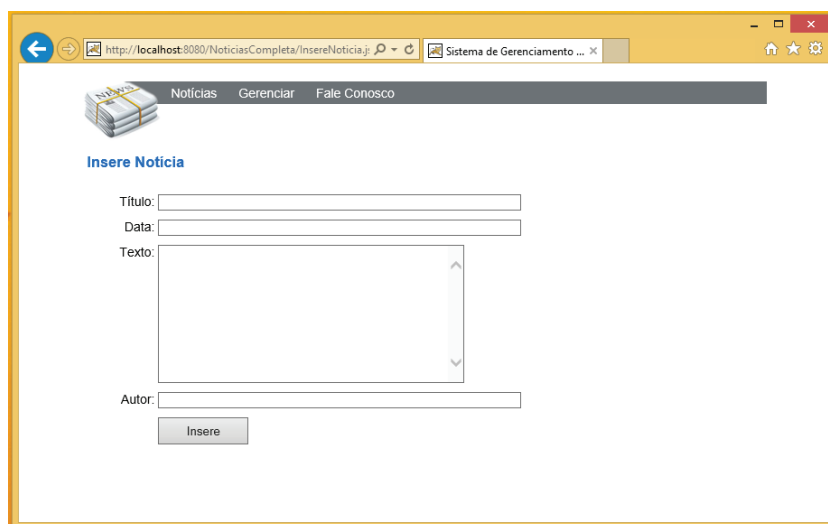 http://localhost:8080/NoticiasCompleta/InsereNoticia.j
Sistema de Gerenciamento ...
NEWS
Notícias Gerenciar Fale Conosco
Insere Notícia
Título:
Data:
Texto:
Autor:
Insere